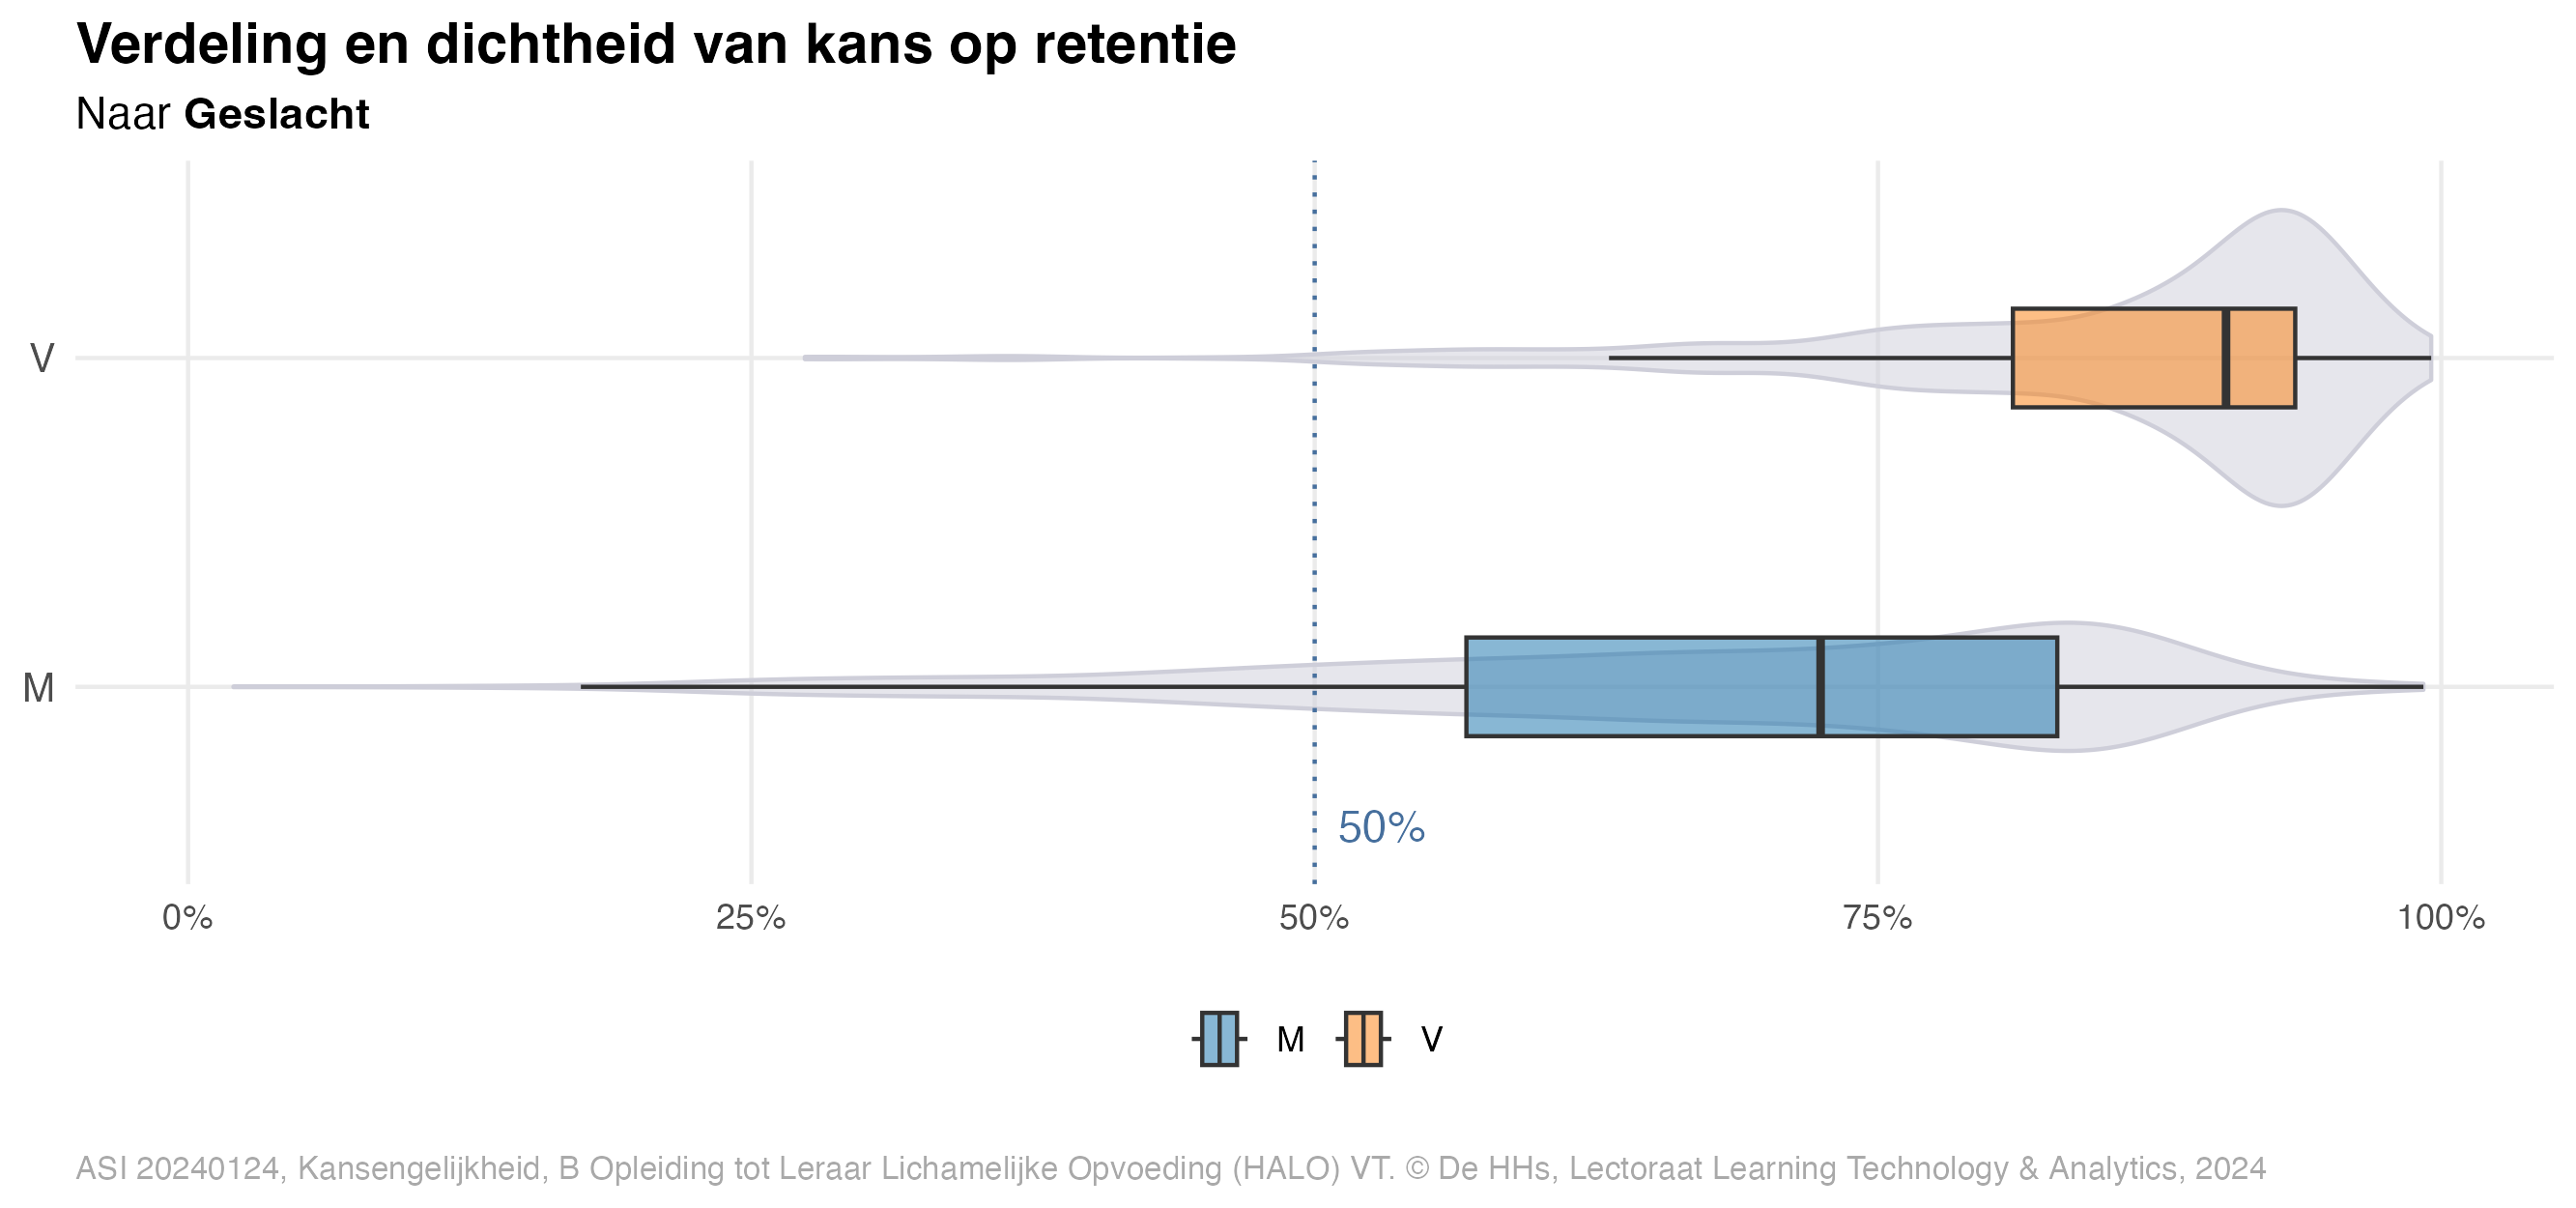 Verdeling en dichtheid van kans op retentie
Naar Geslacht
V
M
50%
0% 25% 50% 75% 100%
M V
ASI 20240124, Kansengelijkheid, B Opleiding tot Leraar Lichamelijke Opvoeding (HALO) VT. © De HHs, Lectoraat Learning Technology & Analytics, 2024